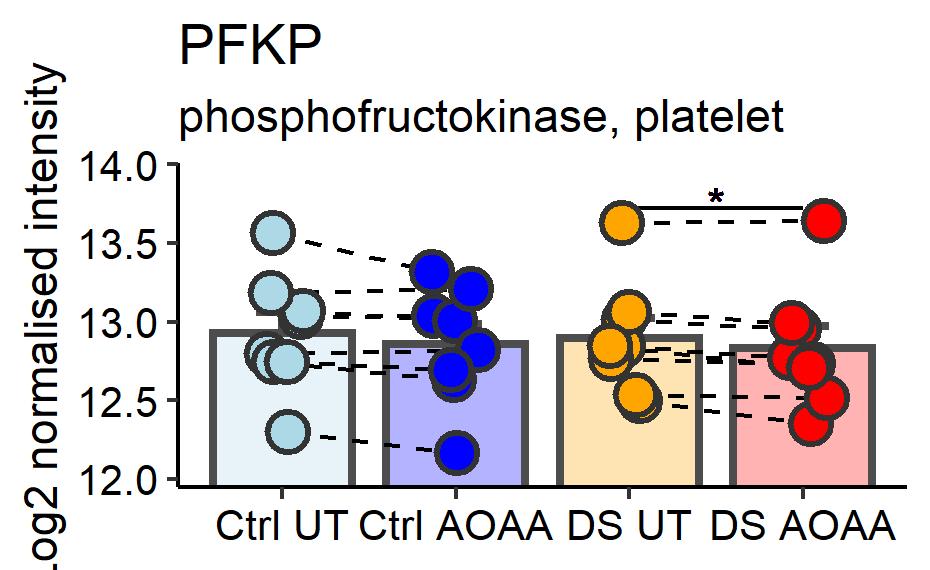 PFKP
phosphofructokinase, platelet
Log2 normalised intensity
14.0
13.5
13.0
12.5
12.0
*
Ctrl UT Ctrl AOAA DS UT DS AOAA